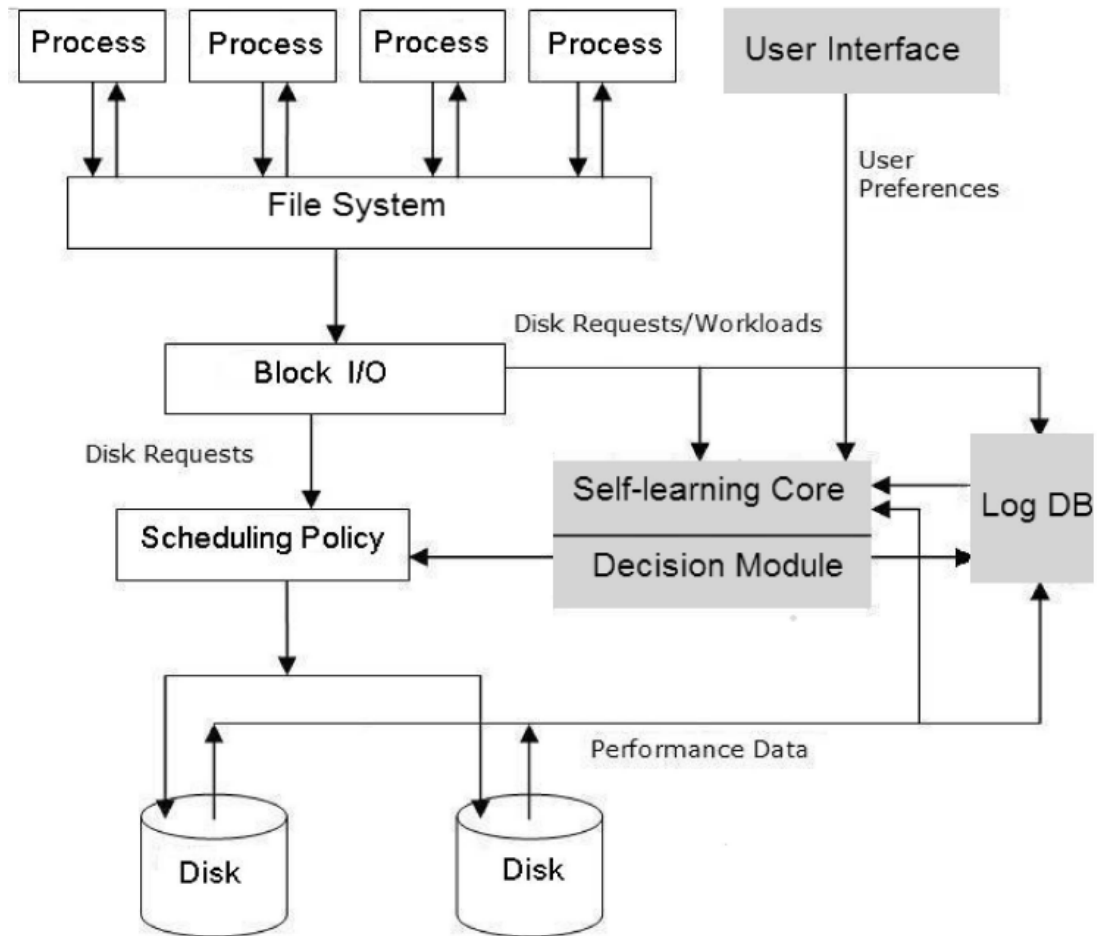 Process
Process
Process
Process
User Interface
User
Preferences
File System
Disk Requests/Workloads
Block I/O
Disk Requests
Self-learning Core
Log DB
Scheduling Policy
Decision Module
Performance Data
Disk
Disk